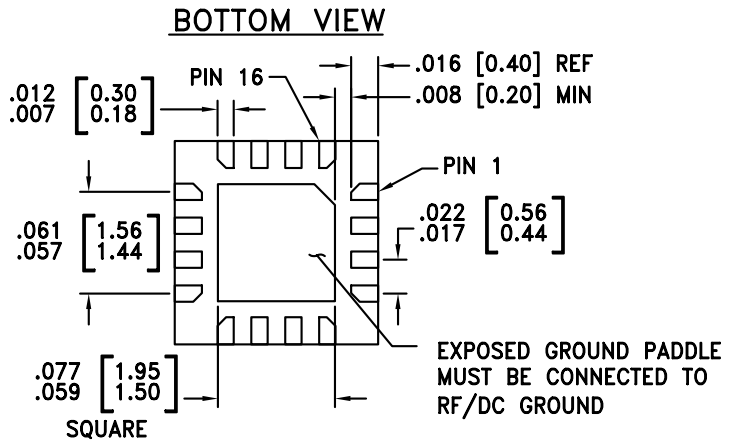 BOTTOM VIEW
PIN 16
.016 [0.40] REF
.008 [0.20] MIN
.012 [0.30]
.007 [0.18]
PIN 1
.022 [0.56]
.017 [0.44]
.061 [1.56]
.057 [1.44]
.077 [1.95]
.059 [1.50]
SQUARE
EXPOSED GROUND PADDLE
MUST BE CONNECTED TO
RF/DC GROUND